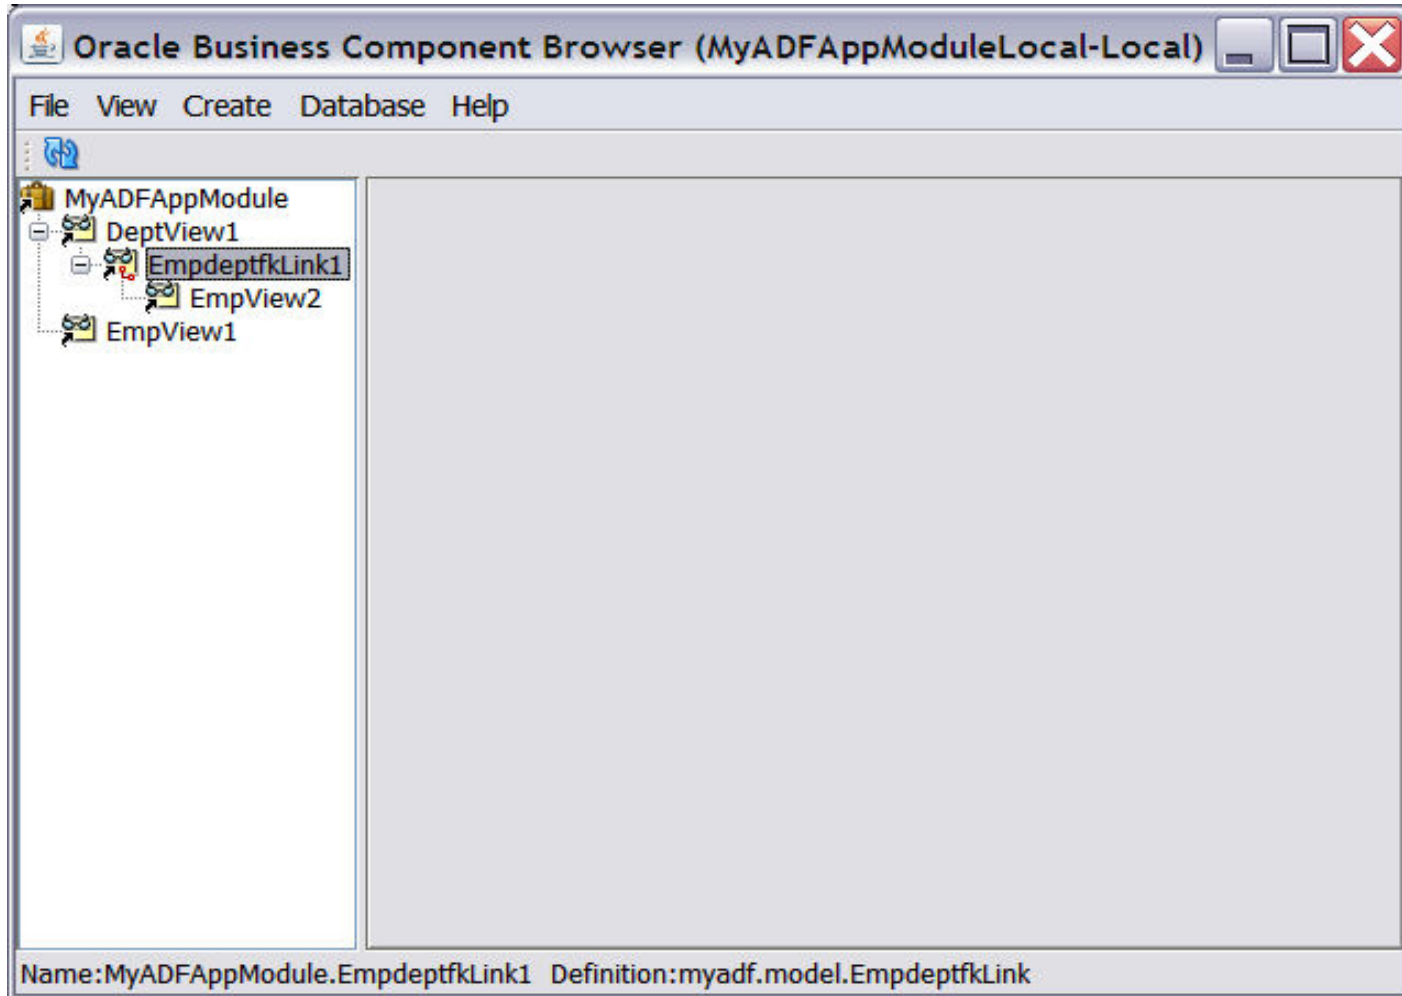 Oracle Business Component Browser (MyADFAppModuleLocal-Local)
File View Create Database Help
MyADFAppModule
DeptView1
EmpdeptfkLink1
EmpView2
EmpView1
Name:MyADFAppModule.EmpdeptfkLink1 Definition:myadf.model.EmpdeptfkLink